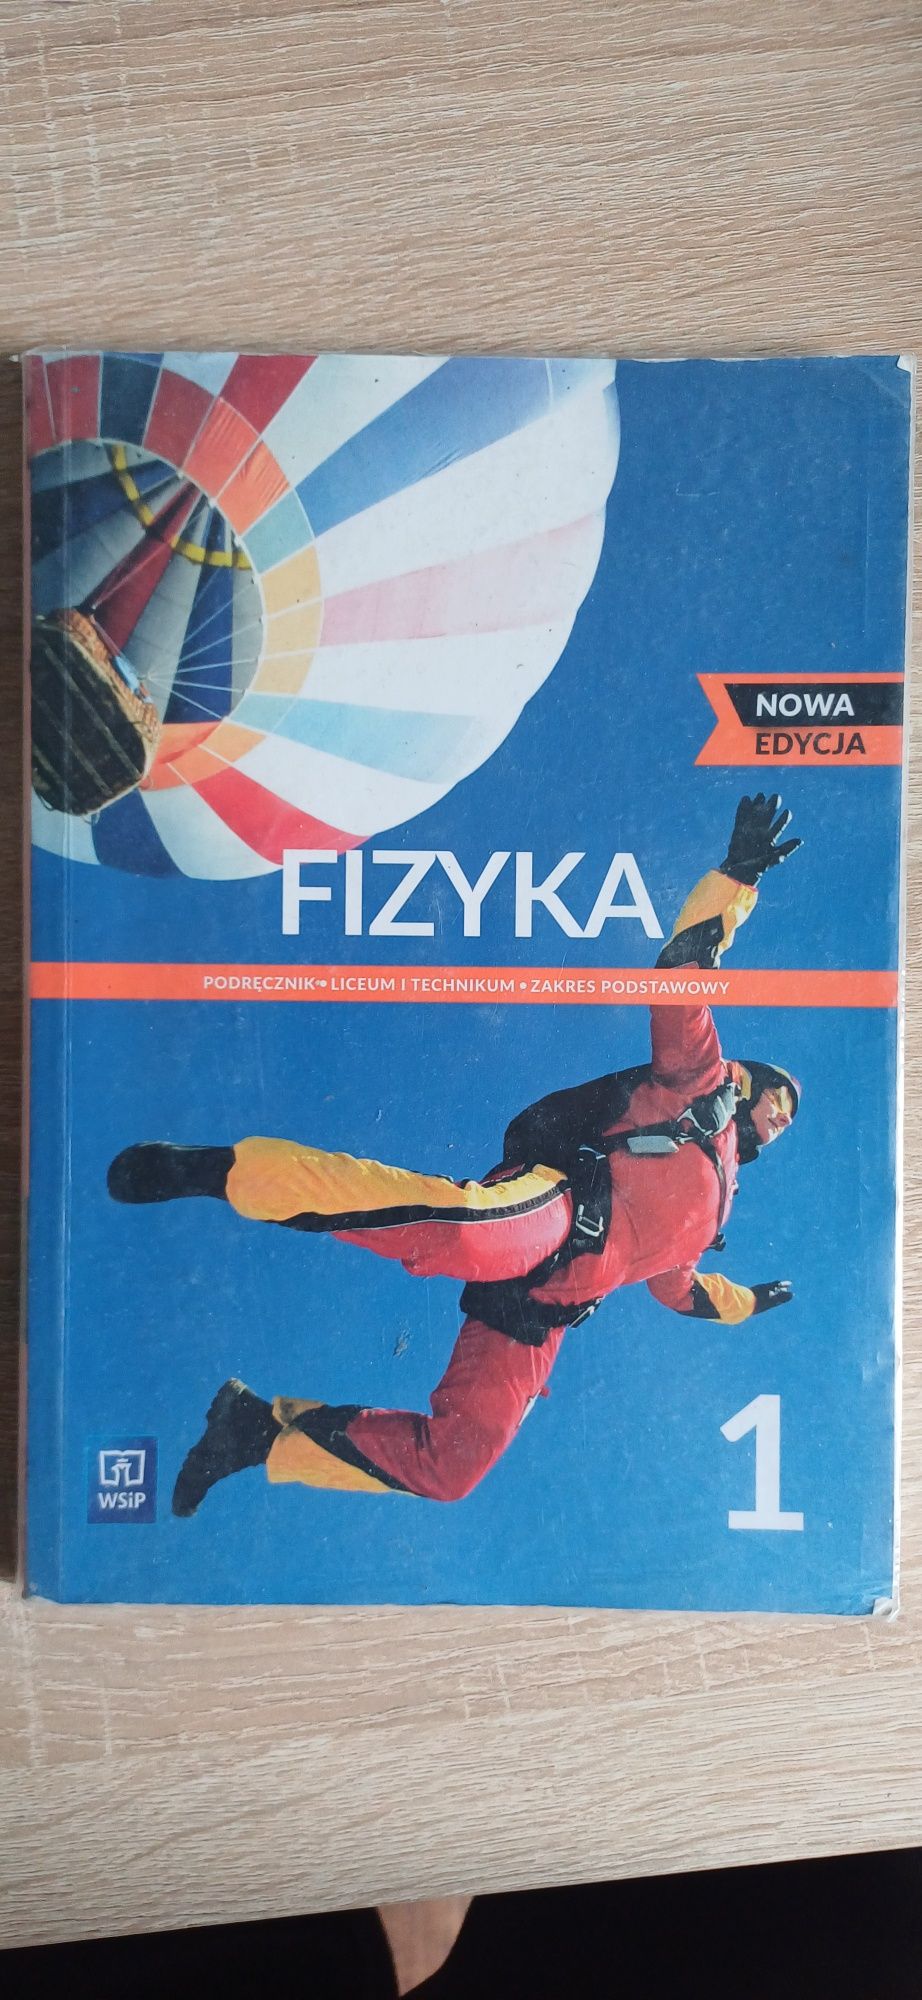 NOWA
EDYCJA
FIZYKA
PODRĘCZNIK • LICEUM I TECHNIKUM • ZAKRES PODSTAWOWY
1
WSiP